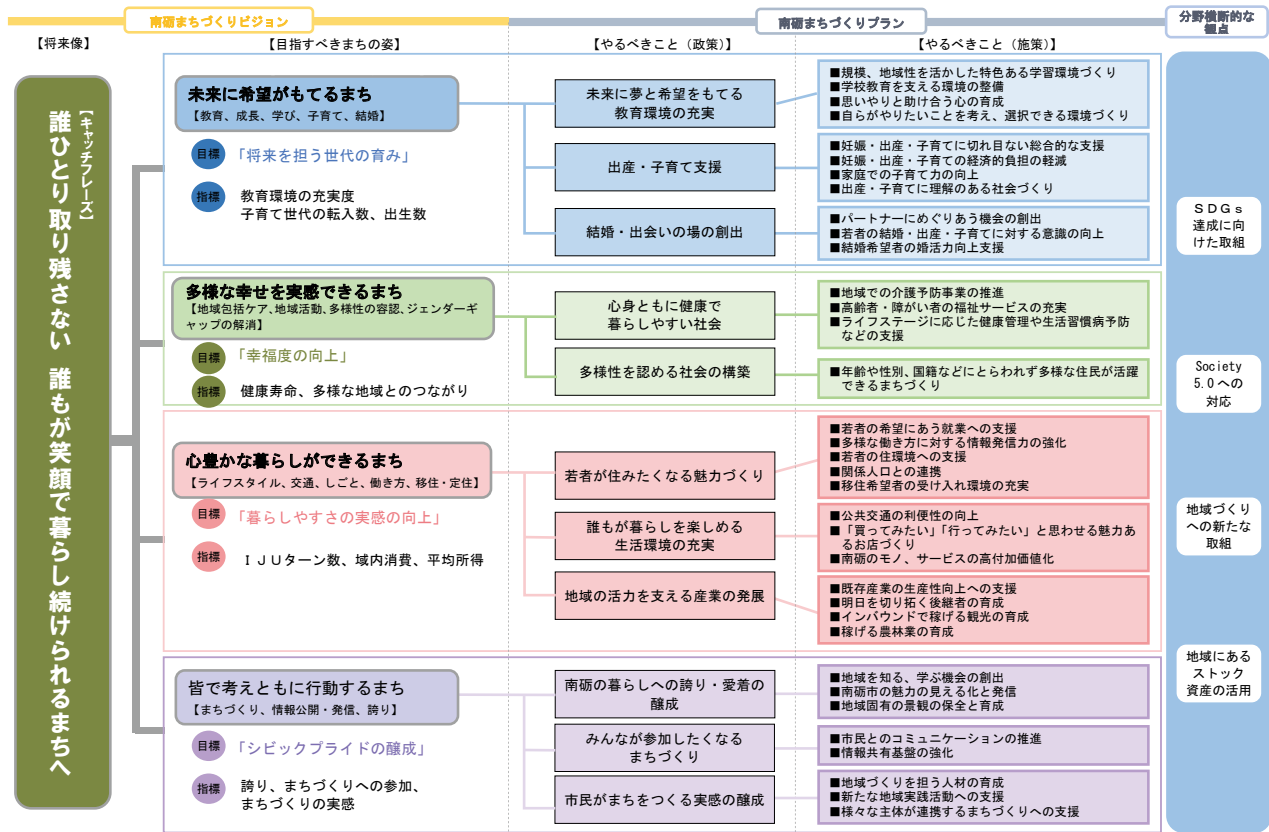 南砺まちづくりビジョン
南砺まちづくりプラン
分野横断的な
観点
【将来像】
【目指すべきまちの姿】
【やるべきこと（政策）】
【やるべきこと（施策）】
【キャッチフレーズ】
誰ひとり取り残さない 誰もが笑顔で暮らし続けられるまちへ
未来に希望がもてるまち
【教育、成長、学び、子育て、結婚】
目標 「将来を担う世代の育み」
指標 教育環境の充実度
子育て世代の転入数、出生数
未来に夢と希望をもてる
教育環境の充実
■規模、地域性を活かした特色ある学習環境づくり
■学校教育を支える環境の整備
■思いやりと助け合う心の育成
■自らがやりたいことを考え、選択できる環境づくり
出産・子育て支援
■妊娠・出産・子育てに切れ目ない総合的な支援
■妊娠・出産・子育ての経済的負担の軽減
■家庭での子育て力の向上
■出産・子育てに理解のある社会づくり
結婚・出会いの場の創出
■パートナーにめぐりあう機会の創出
■若者の結婚・出産・子育てに対する意識の向上
■結婚希望者の婚活力向上支援
多様な幸せを実感できるまち
【地域包括ケア、地域活動、多様性の容認、ジェンダーギ
ャップの解消】
目標 「幸福度の向上」
指標 健康寿命、多様な地域とのつながり
心身ともに健康で
暮らしやすい社会
■地域での介護予防事業の推進
■高齢者・障がい者の福祉サービスの充実
■ライフステージに応じた健康管理や生活習慣病予防
などの支援
多様性を認める社会の構築
■年齢や性別、国籍などにとらわれず多様な住民が活躍
できるまちづくり
心豊かな暮らしができるまち
【ライフスタイル、交通、しごと、働き方、移住・定住】
目標 「暮らしやすさの実感の向上」
指標 ＩＪＵターン数、域内消費、平均所得
若者が住みたくなる魅力づくり
■若者の希望にあう就業への支援
■多様な働き方に対する情報発信力の強化
■若者の住環境への支援
■関係人口との連携
■移住希望者の受け入れ環境の充実
誰もが暮らしを楽しめる
生活環境の充実
■公共交通の利便性の向上
■「買ってみたい」「行ってみたい」と思わせる魅力あ
るお店づくり
■南砺のモノ、サービスの高付加価値化
地域の活力を支える産業の発展
■既存産業の生産性向上への支援
■明日を切り拓く後継者の育成
■インバウンドで稼げる観光の育成
■稼げる農林業の育成
皆で考えともに行動するまち
【まちづくり、情報公開・発信、誇り】
目標 「シビックプライドの醸成」
指標 誇り、まちづくりへの参加、
まちづくりの実感
南砺の暮らしへの誇り・愛着の
醸成
■地域を知る、学ぶ機会の創出
■南砺市の魅力の見える化と発信
■地域固有の景観の保全と育成
みんなが参加したくなる
まちづくり
■市民とのコミュニケーションの推進
■情報共有基盤の強化
市民がまちをつくる実感の醸成
■地域づくりを担う人材の育成
■新たな地域実践活動への支援
■様々な主体が連携するまちづくりへの支援
ＳＤＧｓ
達成に向
けた取組
Society
5.0への
対応
地域づくり
への新たな
取組
地域にある
ストック
資産の活用